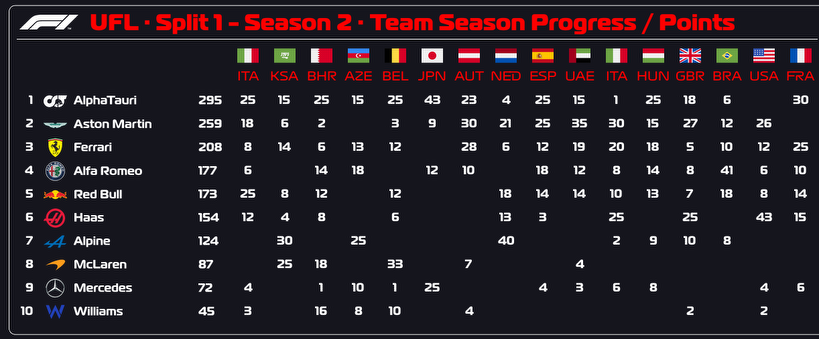 F1 UFL · Split 1 - Season 2 · Team Season Progress / Points
ITA KSA BHR AZE BEL JPN AUT NED ESP UAE ITA HUN GBR BRA USA FRA
1 AlphaTauri 295 25 15 25 15 25 43 23 4 25 15 1 25 18 6 30
2 Aston Martin 259 18 6 2 3 9 30 21 25 35 30 15 27 12 26
3 Ferrari 208 8 14 6 13 12 28 6 12 19 20 18 5 10 12 25
4 Alfa Romeo 177 6 14 18 12 10 18 12 8 14 8 41 6 10
5 Red Bull 173 25 8 12 12 18 14 14 10 13 7 18 8 14
6 Haas 154 12 4 8 6 13 3 25 25 43 15
7 Alpine 124 30 25 40 2 9 10 8
8 McLaren 87 25 18 33 7 4
9 Mercedes 72 4 1 10 1 25 4 3 6 8 4 6
10 Williams 45 3 16 8 10 4 2 2